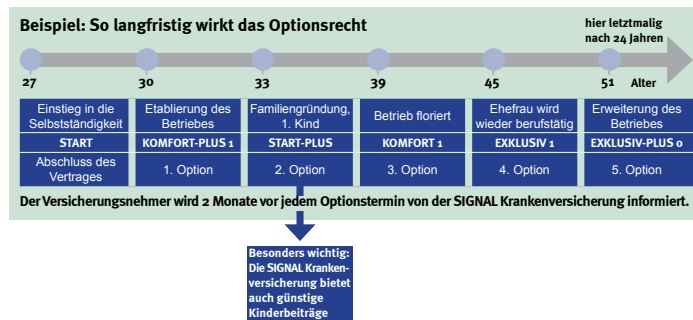 Beispiel: So langfristig wirkt das Optionsrecht
hier letztmalig
nach 24 Jahren
27 30 33 39 45 51 Alter
Einstieg in die
Selbstständigkeit
START
Abschluss des
Vertrages
Etablierung des
Betriebes
KOMFORT-PLUS 1
1. Option
Familiengründung,
1. Kind
START-PLUS
2. Option
Betrieb floriert
KOMFORT 1
3. Option
Ehefrau wird
wieder berufstätig
EXKLUSIV 1
4. Option
Erweiterung des
Betriebes
EXKLUSIV-PLUS 0
5. Option
Der Versicherungsnehmer wird 2 Monate vor jedem Optionstermin von der SIGNAL Krankenversicherung informiert.
Besonders wichtig:
Die SIGNAL Kranken-
versicherung bietet
auch günstige
Kinderbeiträge